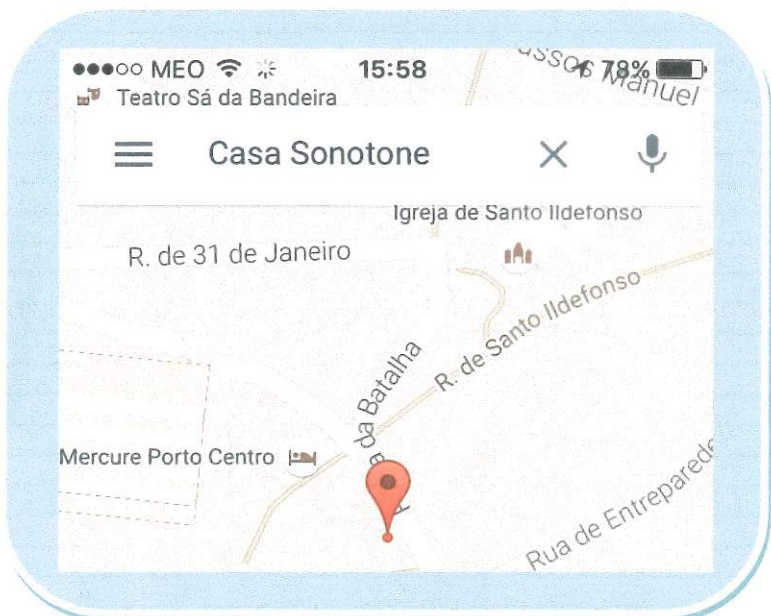 MEO 15:58 78%
Manuel
Teatro Sá da Bandeira
Casa Sonotone
Igreja de Santo Ildefonso
R. de 31 de Janeiro
R. de Santo Ildefonso
da Batalha
Mercure Porto Centro
Rua de Entreparede